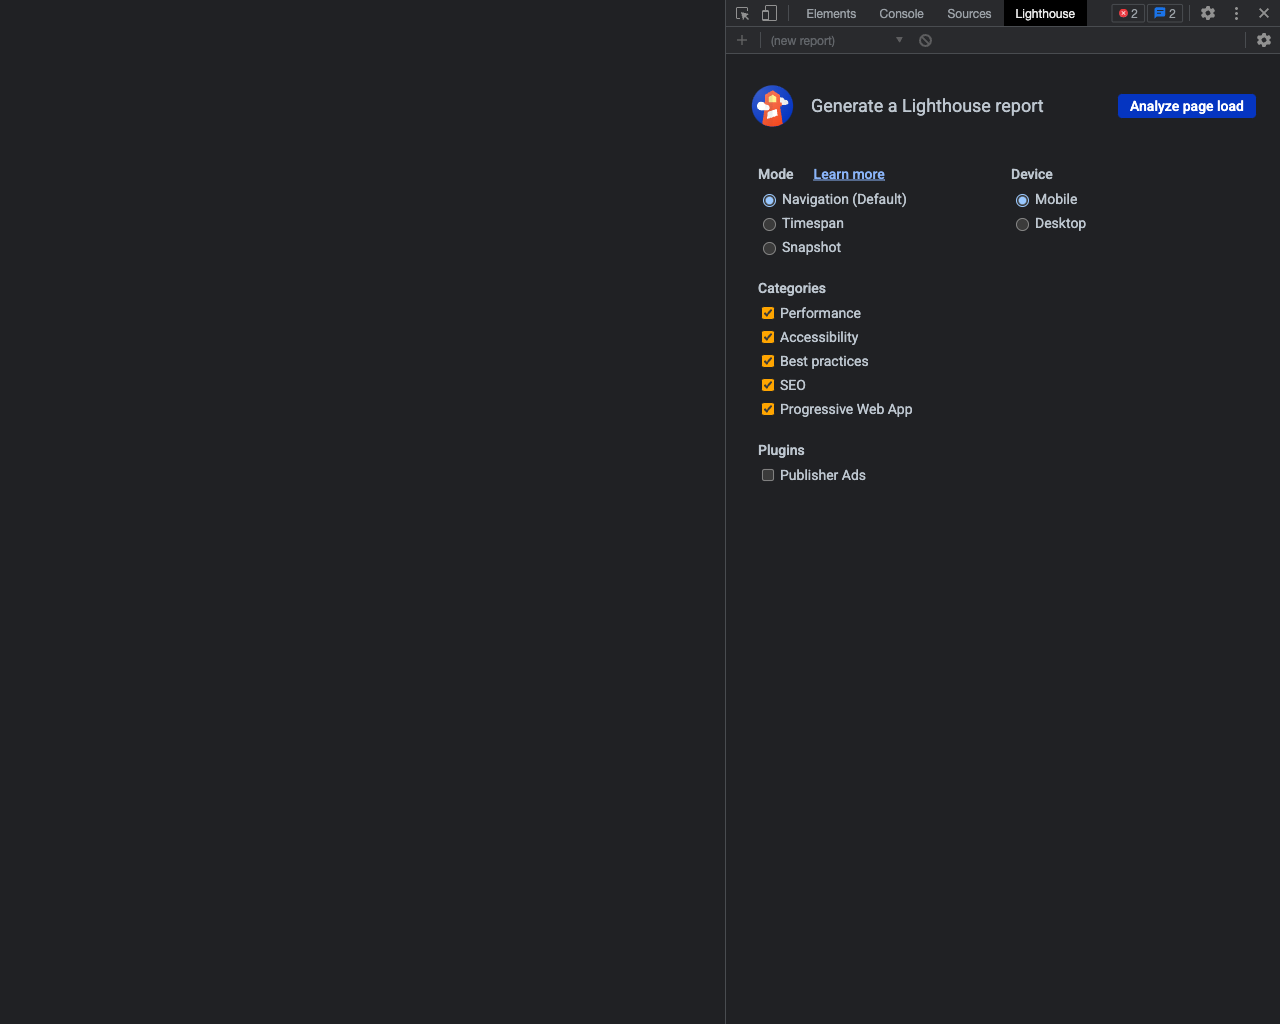 Elements Console Sources Lighthouse 2 2
(new report)
Generate a Lighthouse report Analyze page load
Mode Learn more Device
Navigation (Default) Mobile
Timespan Desktop
Snapshot
Categories
Performance
Accessibility
Best practices
SEO
Progressive Web App
Plugins
Publisher Ads